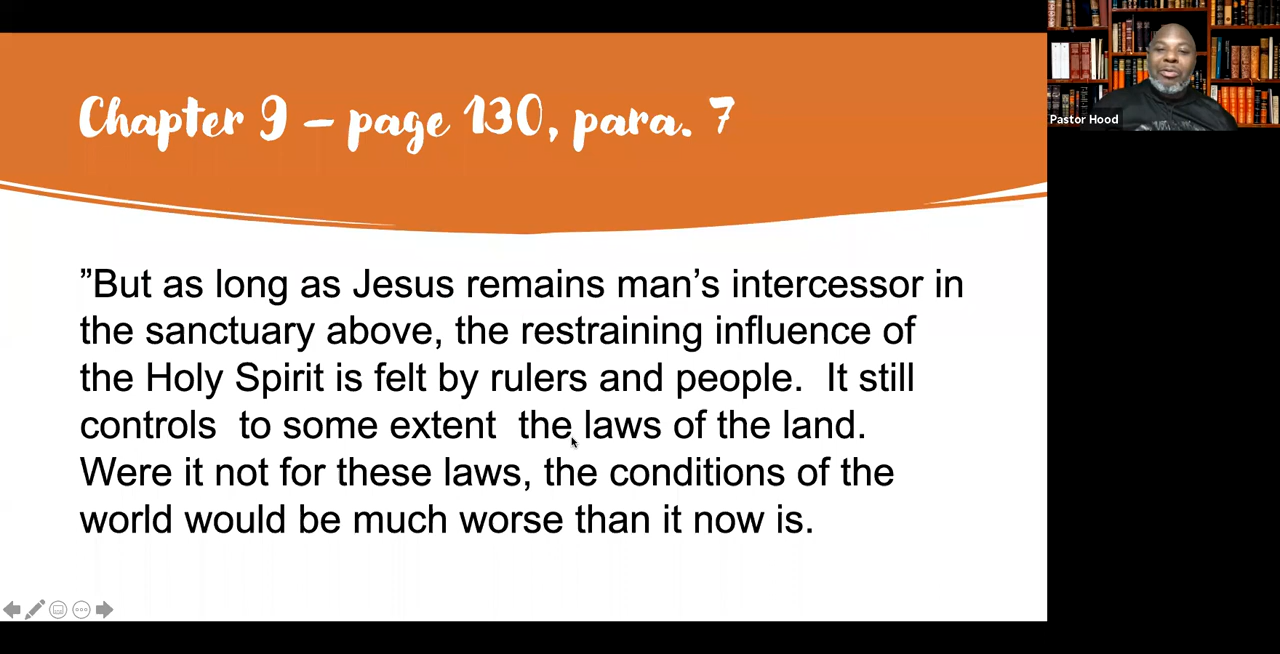 Chapter 9 – page 130, para. 7
”But as long as Jesus remains man’s intercessor in
the sanctuary above, the restraining influence of
the Holy Spirit is felt by rulers and people.  It still
controls  to some extent  the laws of the land.
Were it not for these laws, the conditions of the
world would be much worse than it now is.
Pastor Hood